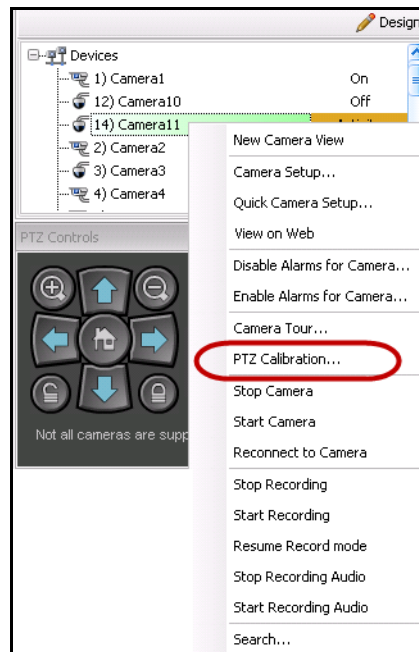 Design
Devices
1) Camera1 On
12) Camera10 Off
14) Camera11
2) Camera2
3) Camera3
4) Camera4
PTZ Controls
Not all cameras are supp
New Camera View
Camera Setup...
Quick Camera Setup...
View on Web
Disable Alarms for Camera...
Enable Alarms for Camera...
Camera Tour...
PTZ Calibration...
Stop Camera
Start Camera
Reconnect to Camera
Stop Recording
Start Recording
Resume Record mode
Stop Recording Audio
Start Recording Audio
Search...